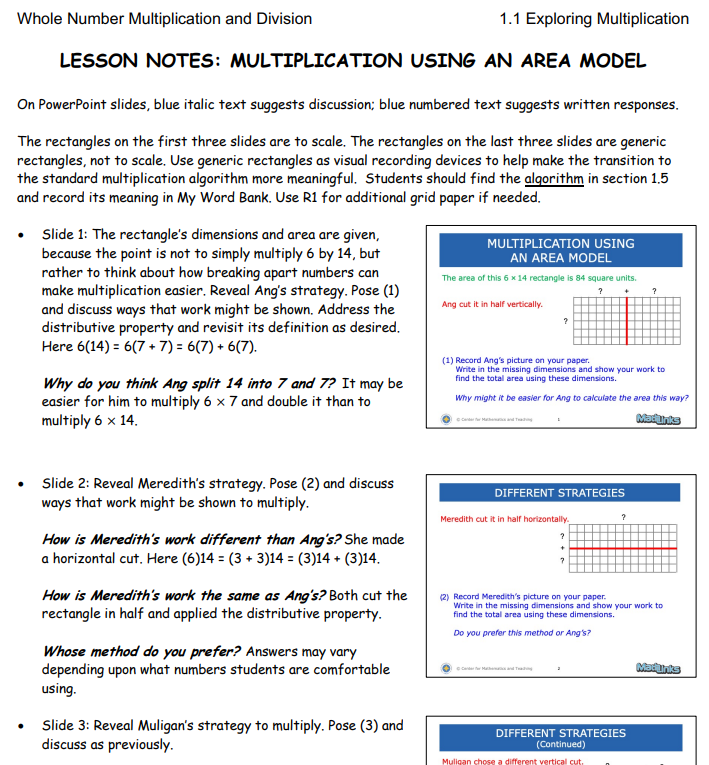 Whole Number Multiplication and Division
1.1 Exploring Multiplication
LESSON NOTES: MULTIPLICATION USING AN AREA MODEL
On PowerPoint slides, blue italic text suggests discussion; blue numbered text suggests written responses.
The rectangles on the first three slides are to scale. The rectangles on the last three slides are generic
rectangles, not to scale. Use generic rectangles as visual recording devices to help make the transition to
the standard multiplication algorithm more meaningful. Students should find the algorithm in section 1.5
and record its meaning in My Word Bank. Use R1 for additional grid paper if needed.
• Slide 1: The rectangle's dimensions and area are given,
because the point is not to simply multiply 6 by 14, but
rather to think about how breaking apart numbers can
make multiplication easier. Reveal Ang's strategy. Pose (1)
and discuss ways that work might be shown. Address the
distributive property and revisit its definition as desired.
Here 6(14) = 6(7 + 7) = 6(7) + 6(7).
Why do you think Ang split 14 into 7 and 7? It may be
easier for him to multiply 6 × 7 and double it than to
multiply 6 × 14.
MULTIPLICATION USING
AN AREA MODEL
The area of this 6 × 14 rectangle is 84 square units.
? + ?
Ang cut it in half vertically.
?
(1) Record Ang's picture on your paper.
Write in the missing dimensions and show your work to
find the total area using these dimensions.
Why might it be easier for Ang to calculate the area this way?
© Center for Mathematics and Teaching
1
MathLinks
• Slide 2: Reveal Meredith's strategy. Pose (2) and discuss
ways that work might be shown to multiply.
How is Meredith's work different than Ang's? She made
a horizontal cut. Here (6)14 = (3 + 3)14 = (3)14 + (3)14.
How is Meredith's work the same as Ang's? Both cut the
rectangle in half and applied the distributive property.
Whose method do you prefer? Answers may vary
depending upon what numbers students are comfortable
using.
DIFFERENT STRATEGIES
Meredith cut it in half horizontally.
?
?
+
?
(2) Record Meredith's picture on your paper.
Write in the missing dimensions and show your work to
find the total area using these dimensions.
Do you prefer this method or Ang's?
© Center for Mathematics and Teaching
2
MathLinks
• Slide 3: Reveal Muligan's strategy to multiply. Pose (3) and
discuss as previously.
DIFFERENT STRATEGIES
(Continued)
Muligan chose a different vertical cut.